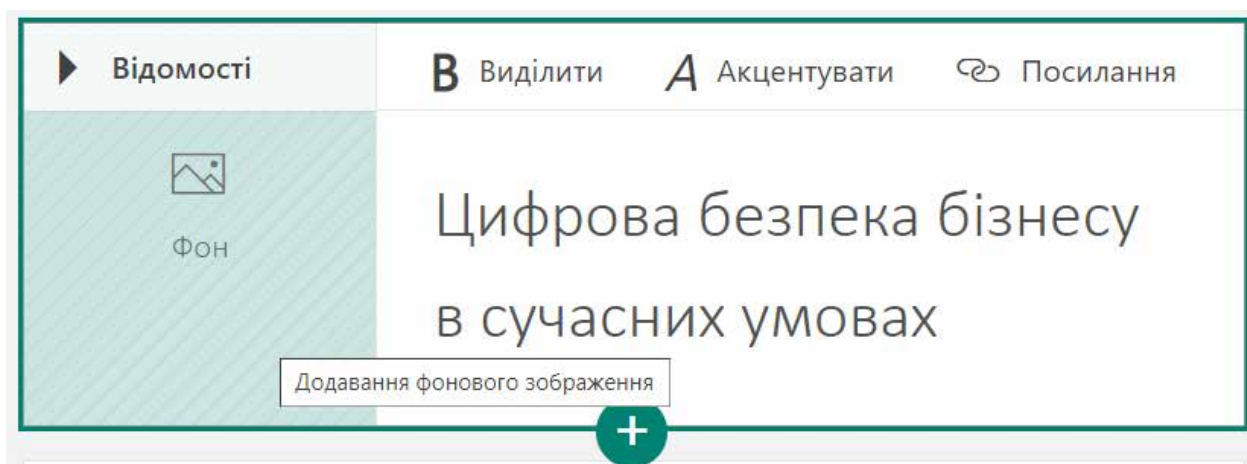 Відомості
B Виділити A Акцентувати Посилання
Фон
Цифрова безпека бізнесу
в сучасних умовах
Додавання фонового зображення